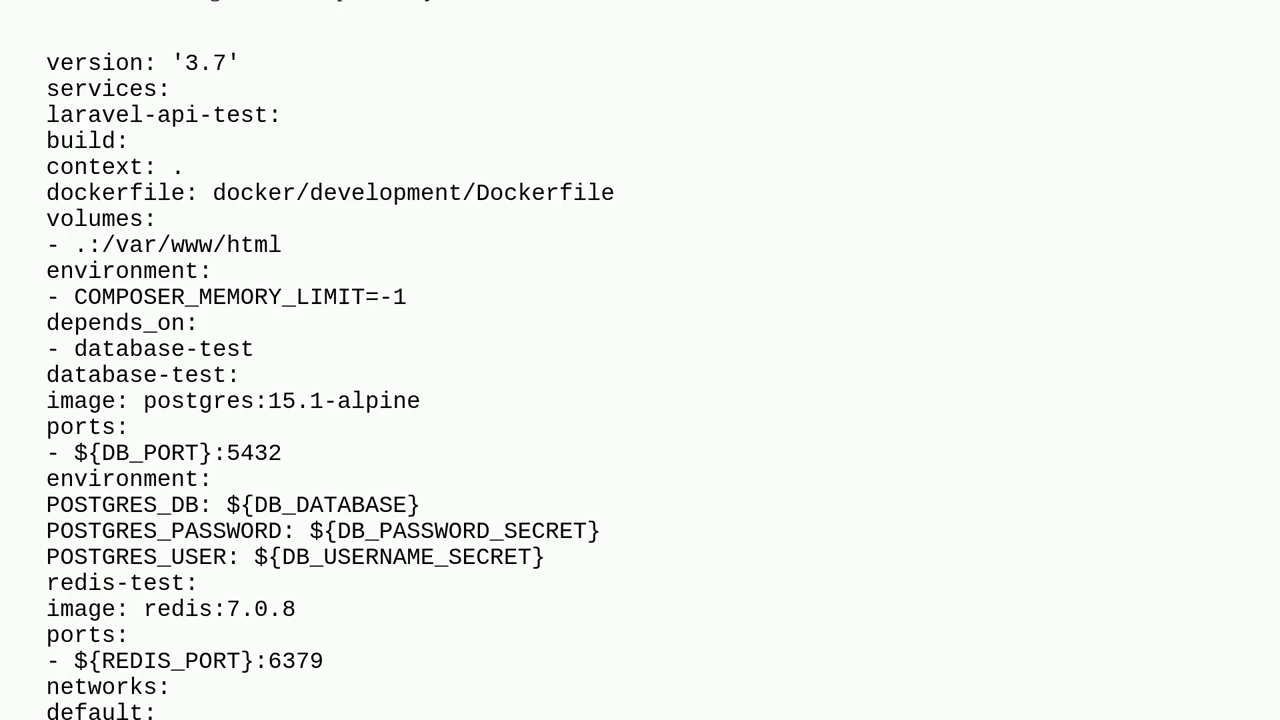 version: '3.7'
services:
laravel-api-test:
build:
context: .
dockerfile: docker/development/Dockerfile
volumes:
- .:/var/www/html
environment:
- COMPOSER_MEMORY_LIMIT=-1
depends_on:
- database-test
database-test:
image: postgres:15.1-alpine
ports:
- ${DB_PORT}:5432
environment:
POSTGRES_DB: ${DB_DATABASE}
POSTGRES_PASSWORD: ${DB_PASSWORD_SECRET}
POSTGRES_USER: ${DB_USERNAME_SECRET}
redis-test:
image: redis:7.0.8
ports:
- ${REDIS_PORT}:6379
networks:
default: